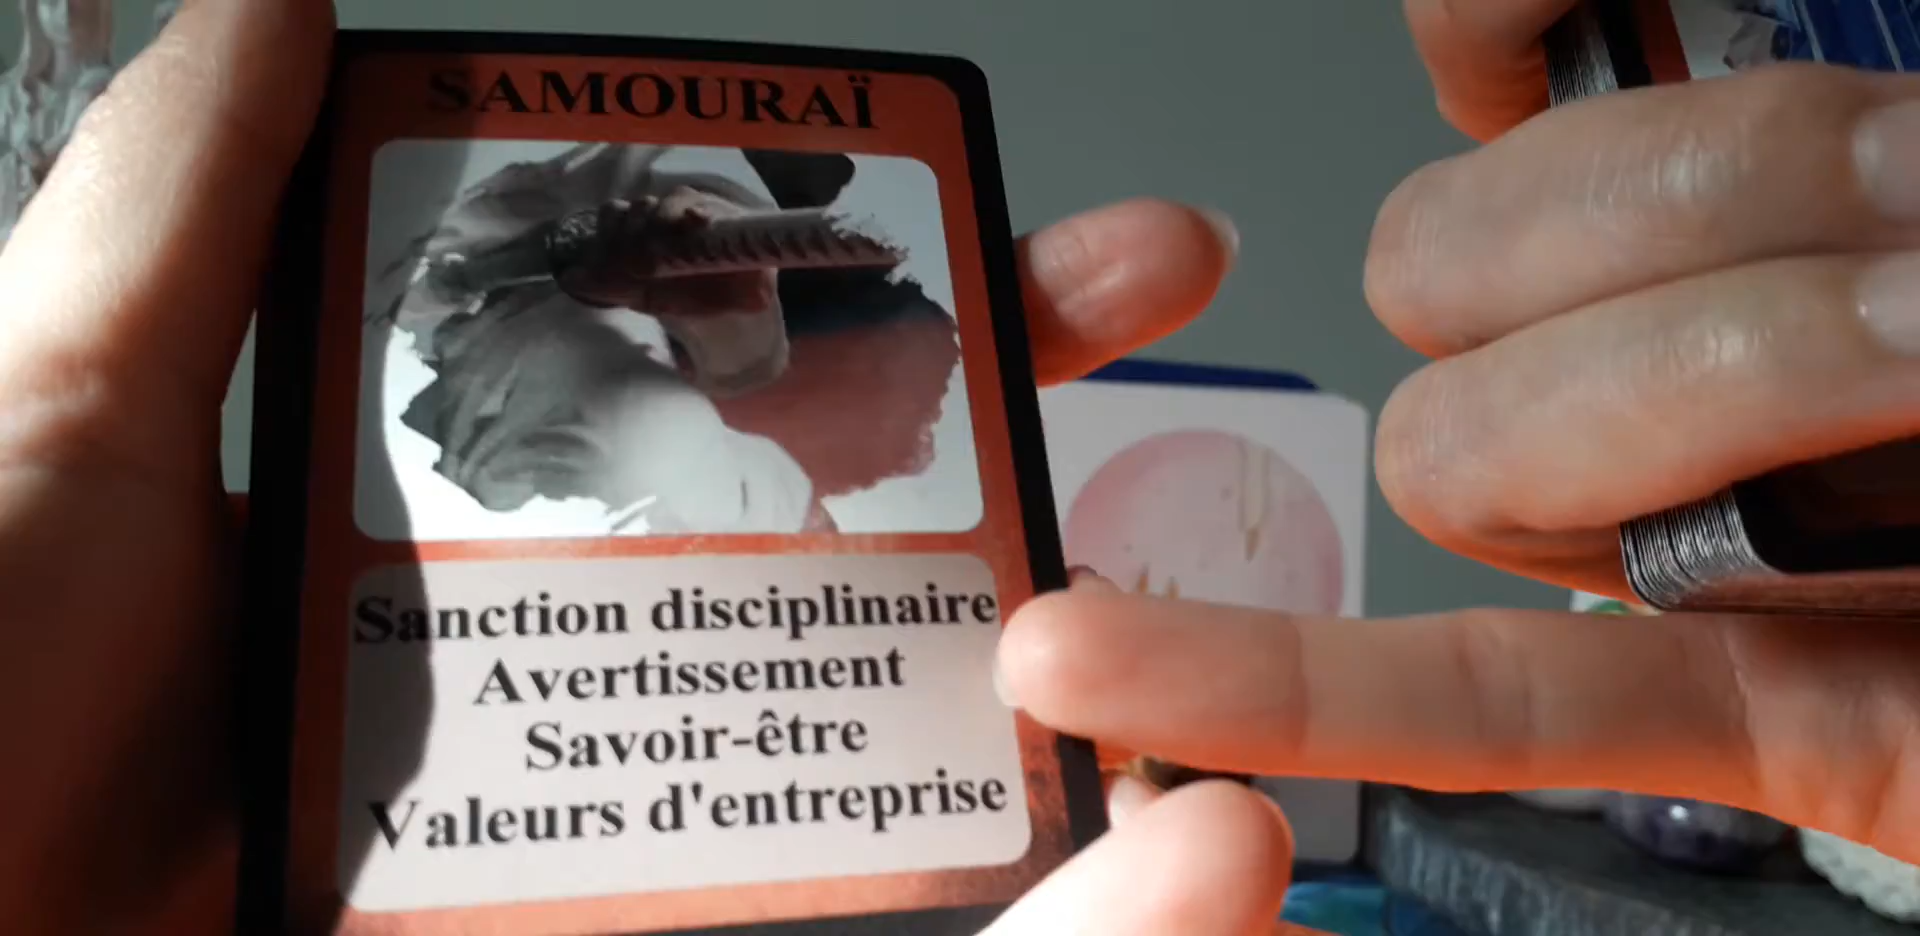 SAMOURAÏ
Sanction disciplinaire
Avertissement
Savoir-être
Valeurs d'entreprise